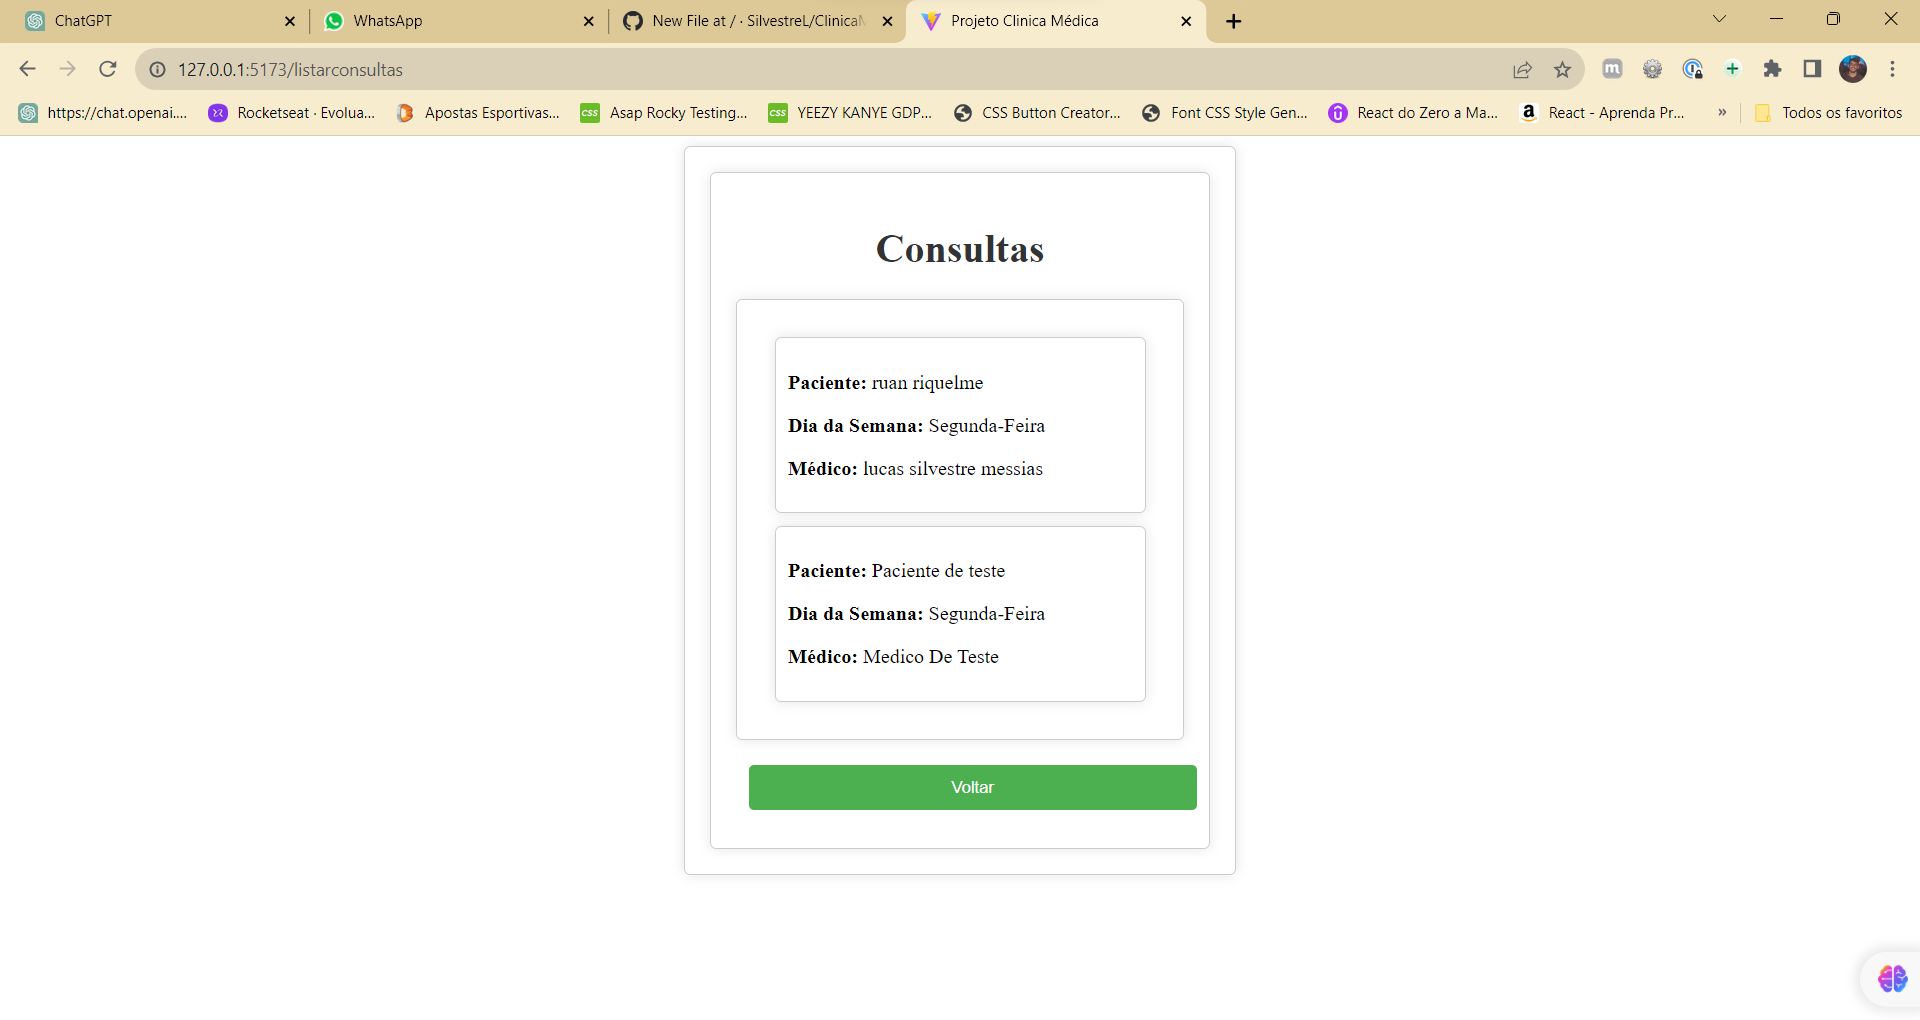 ChatGPT
WhatsApp
New File at / · SilvestreL/Clinica
Projeto Clinica Médica
127.0.0.1:5173/listarconsultas
m
https://chat.openai....
Rocketseat · Evolua...
Apostas Esportivas...
css
Asap Rocky Testing...
css
YEEZY KANYE GDP...
CSS Button Creator...
Font CSS Style Gen...
React do Zero a Ma...
a
React - Aprenda Pr...
»
Todos os favoritos
Consultas
Paciente: ruan riquelme
Dia da Semana: Segunda-Feira
Médico: lucas silvestre messias
Paciente: Paciente de teste
Dia da Semana: Segunda-Feira
Médico: Medico De Teste
Voltar